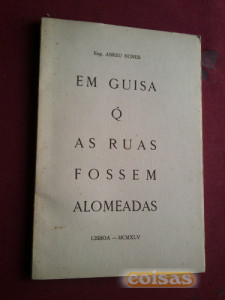 Eng. ABREU NUNES
EM GUISA
Q̇
AS RUAS
FOSSEM
ALOMEADAS
LISBOA — MCMXLV
coisas